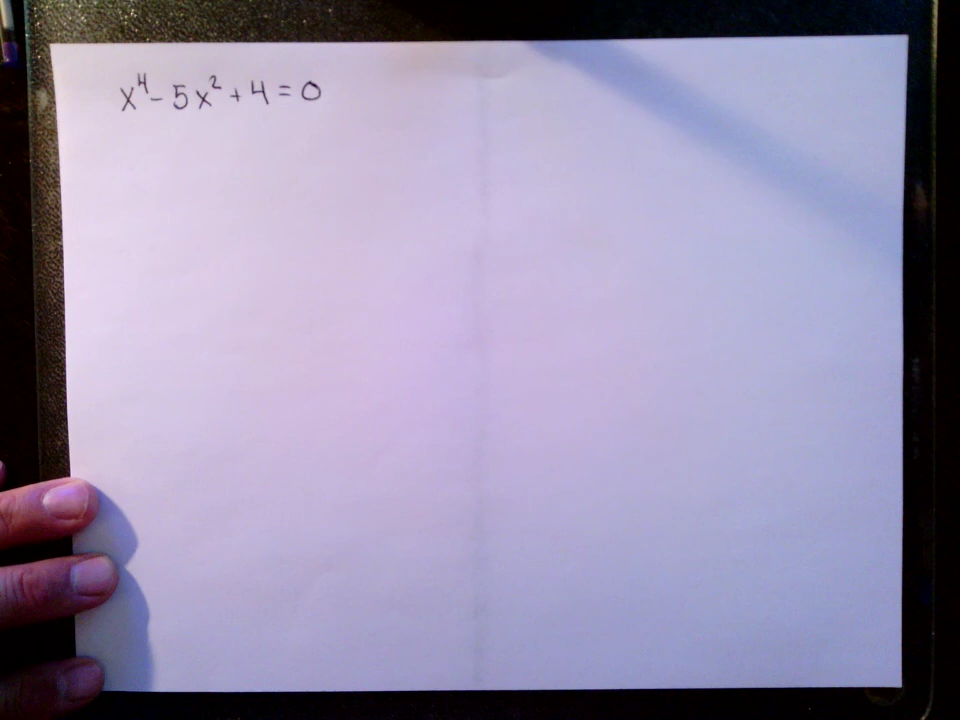 x⁴ - 5x² + 4 = 0